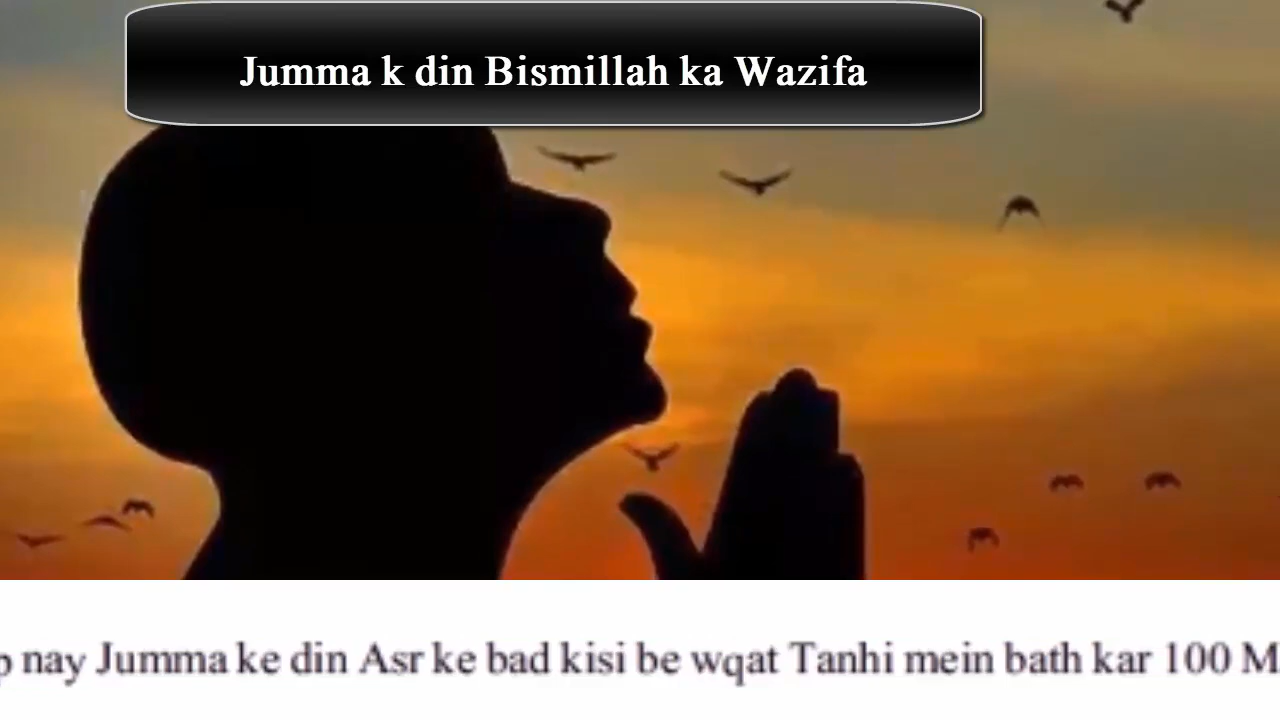 Jumma k din Bismillah ka Wazifa
nay Jumma ke din Asr ke bad kisi be wqat Tanhi mein bath kar 100